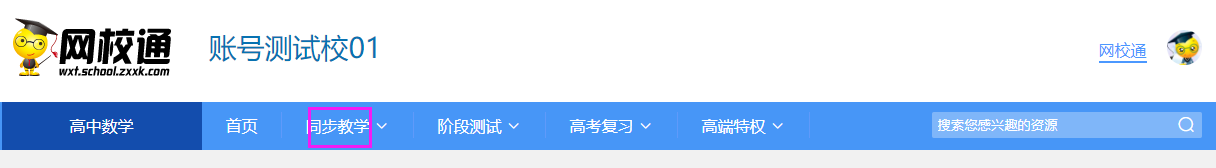 网校通
wxt.school.zxxk.com
账号测试校01
网校通
高中数学 首页 同步教学 阶段测试 高考复习 高端特权 搜索您感兴趣的资源